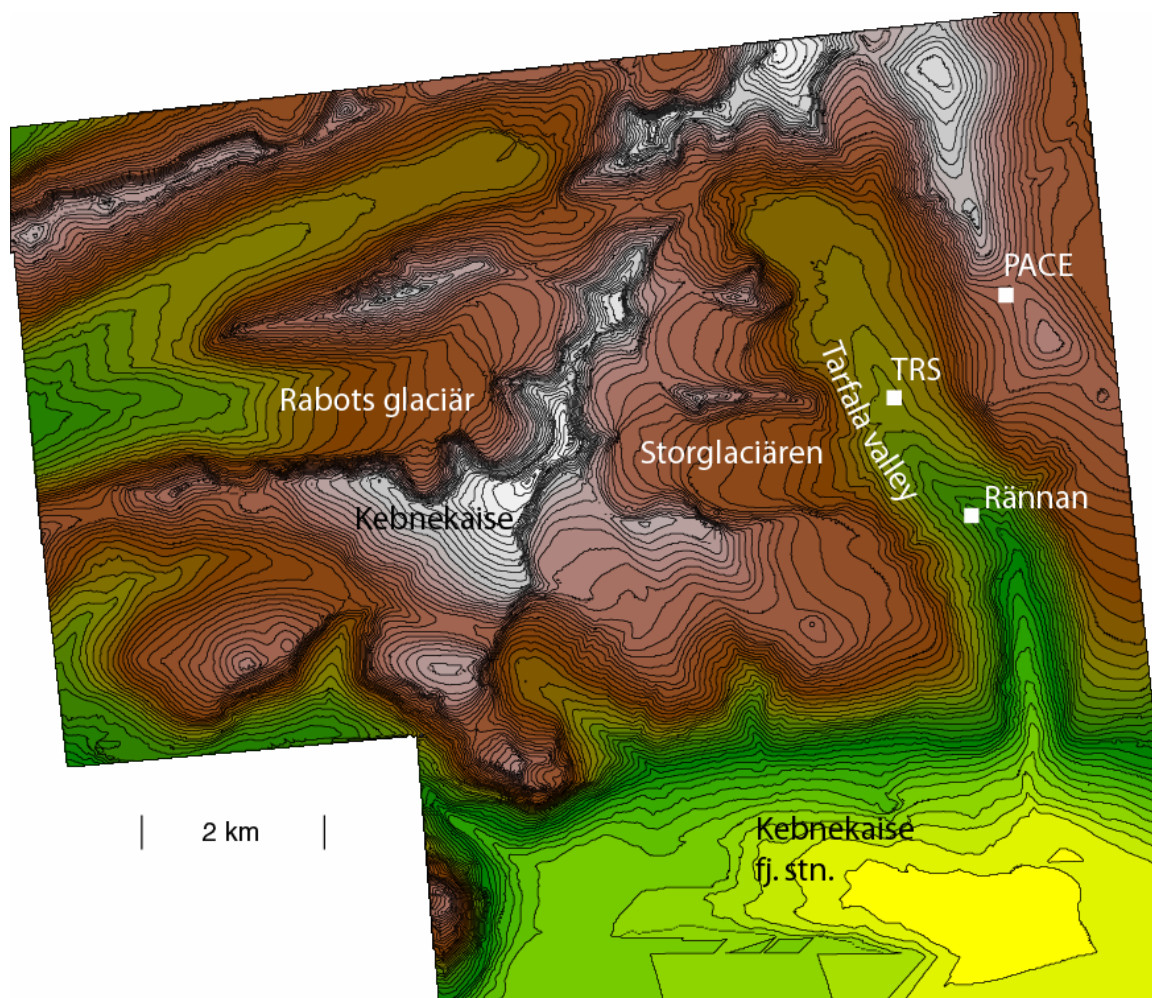 PACE
TRS
Tarfala valley
Rabots glaciär
Storglaciären
Rännan
Kebnekaise
2 km
Kebnekaise
fj. stn.